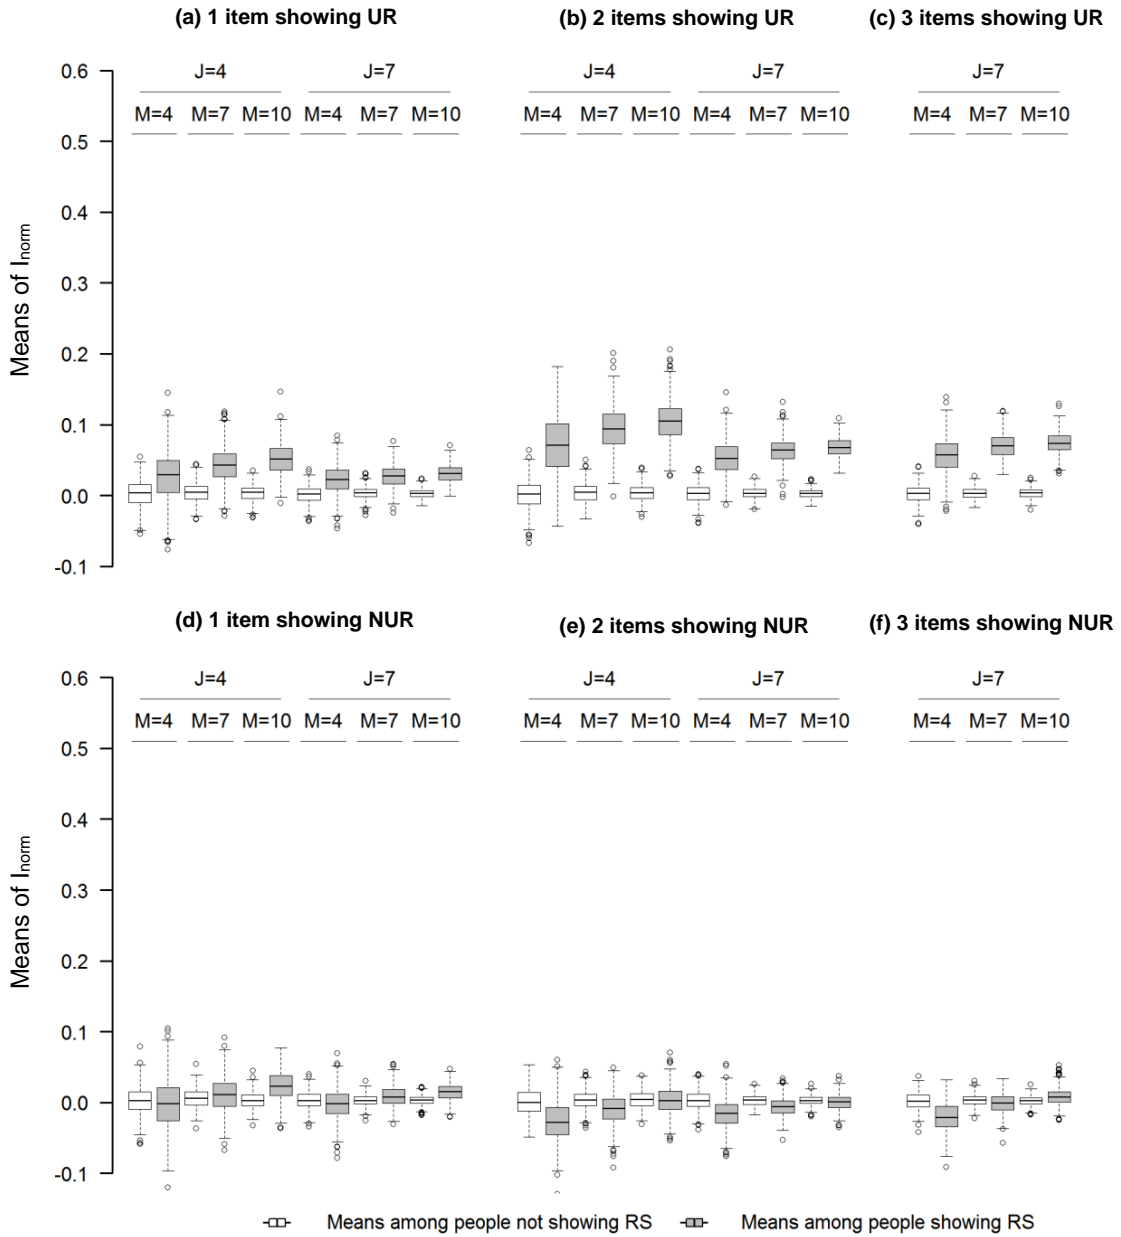 (a) 1 item showing UR
(b) 2 items showing UR
(c) 3 items showing UR
J=4
J=7
J=4
J=7
J=7
M=4 M=7 M=10 M=4 M=7 M=10
M=4 M=7 M=10 M=4 M=7 M=10
M=4 M=7 M=10
Means of Inorm
0.6
0.5
0.4
0.3
0.2
0.1
0.0
-0.1
(d) 1 item showing NUR
(e) 2 items showing NUR
(f) 3 items showing NUR
J=4
J=7
J=4
J=7
J=7
M=4 M=7 M=10 M=4 M=7 M=10
M=4 M=7 M=10 M=4 M=7 M=10
M=4 M=7 M=10
Means of Inorm
0.6
0.5
0.4
0.3
0.2
0.1
0.0
-0.1
Means among people not showing RS
Means among people showing RS